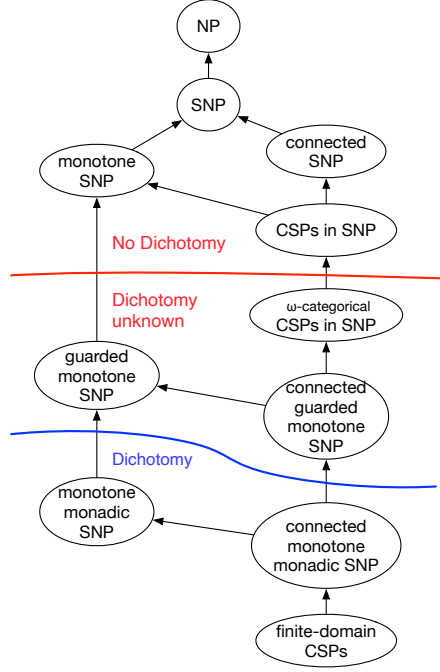 NP
SNP
monotone
SNP
connected
SNP
CSPs in SNP
No Dichotomy
Dichotomy
unknown
ω-categorical
CSPs in SNP
guarded
monotone
SNP
connected
guarded
monotone
SNP
Dichotomy
monotone
monadic
SNP
connected
monotone
monadic SNP
finite-domain
CSPs